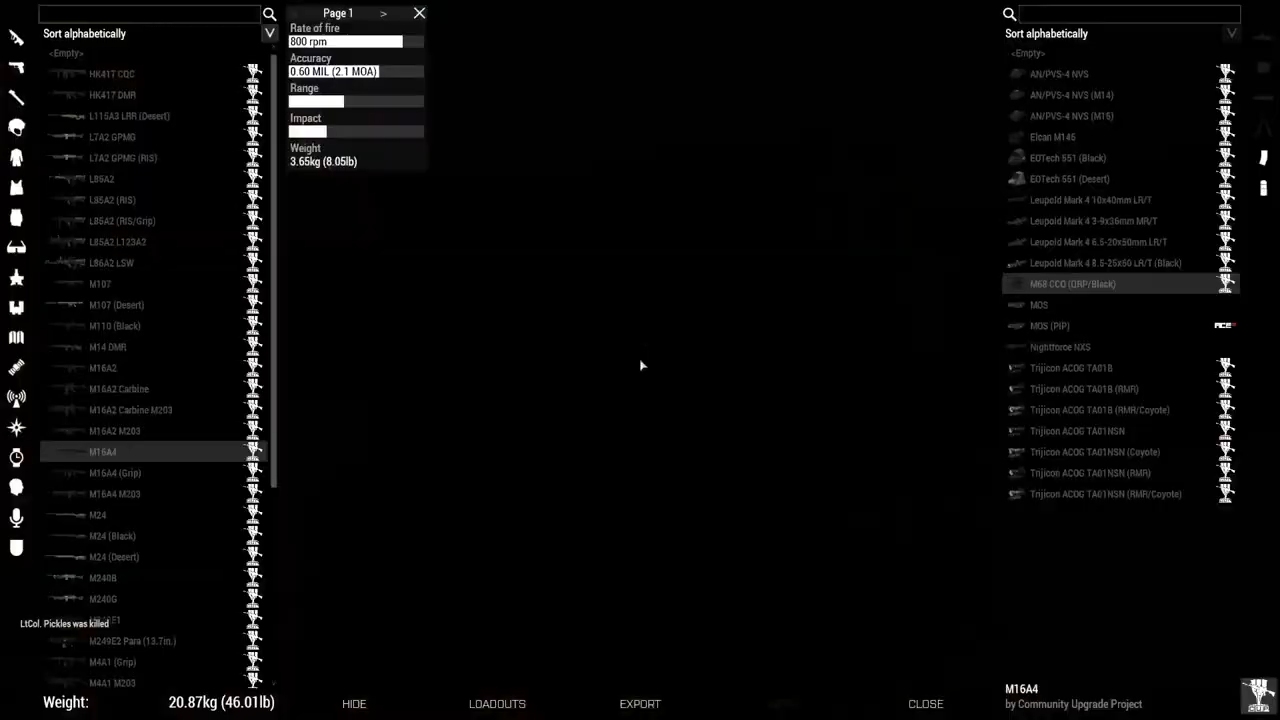 Sort alphabetically
<Empty>
HK417 CQC
HK417 DMR
L115A3 LRR (Desert)
L7A2 GPMG
L7A2 GPMG (RIS)
L85A2
L85A2 (RIS)
L85A2 (RIS/Grip)
L85A2 L123A2
L86A2 LSW
M107
M107 (Desert)
M110 (Black)
M14 DMR
M16A2
M16A2 Carbine
M16A2 Carbine M203
M16A2 M203
M16A4
M16A4 (Grip)
M16A4 M203
M24
M24 (Black)
M24 (Desert)
M240B
M240G
LtCol. Pickles was killed
M249E2 Para (13.7in.)
M4A1 (Grip)
M4A1 M203
Weight: 20.87kg (46.01lb)
Page 1 >
Rate of fire
800 rpm
Accuracy
0.60 MIL (2.1 MOA)
Range
Impact
Weight
3.65kg (8.05lb)
HIDE
LOADOUTS
EXPORT
CLOSE
Sort alphabetically
<Empty>
AN/PVS-4 NVS
AN/PVS-4 NVS (M14)
AN/PVS-4 NVS (M16)
Elcan M145
EOTech 551 (Black)
EOTech 551 (Desert)
Leupold Mark 4 10x40mm LR/T
Leupold Mark 4 3-9x36mm MR/T
Leupold Mark 4 6.5-20x50mm LR/T
Leupold Mark 4 8.5-25x50 LR/T (Black)
M68 CCO (QRP/Black)
MOS
MOS (PIP)
ACE
Nightforce NXS
Trijicon ACOG TA01B
Trijicon ACOG TA01B (RMR)
Trijicon ACOG TA01B (RMR/Coyote)
Trijicon ACOG TA01NSN
Trijicon ACOG TA01NSN (Coyote)
Trijicon ACOG TA01NSN (RMR)
Trijicon ACOG TA01NSN (RMR/Coyote)
M16A4
by Community Upgrade Project
CUP